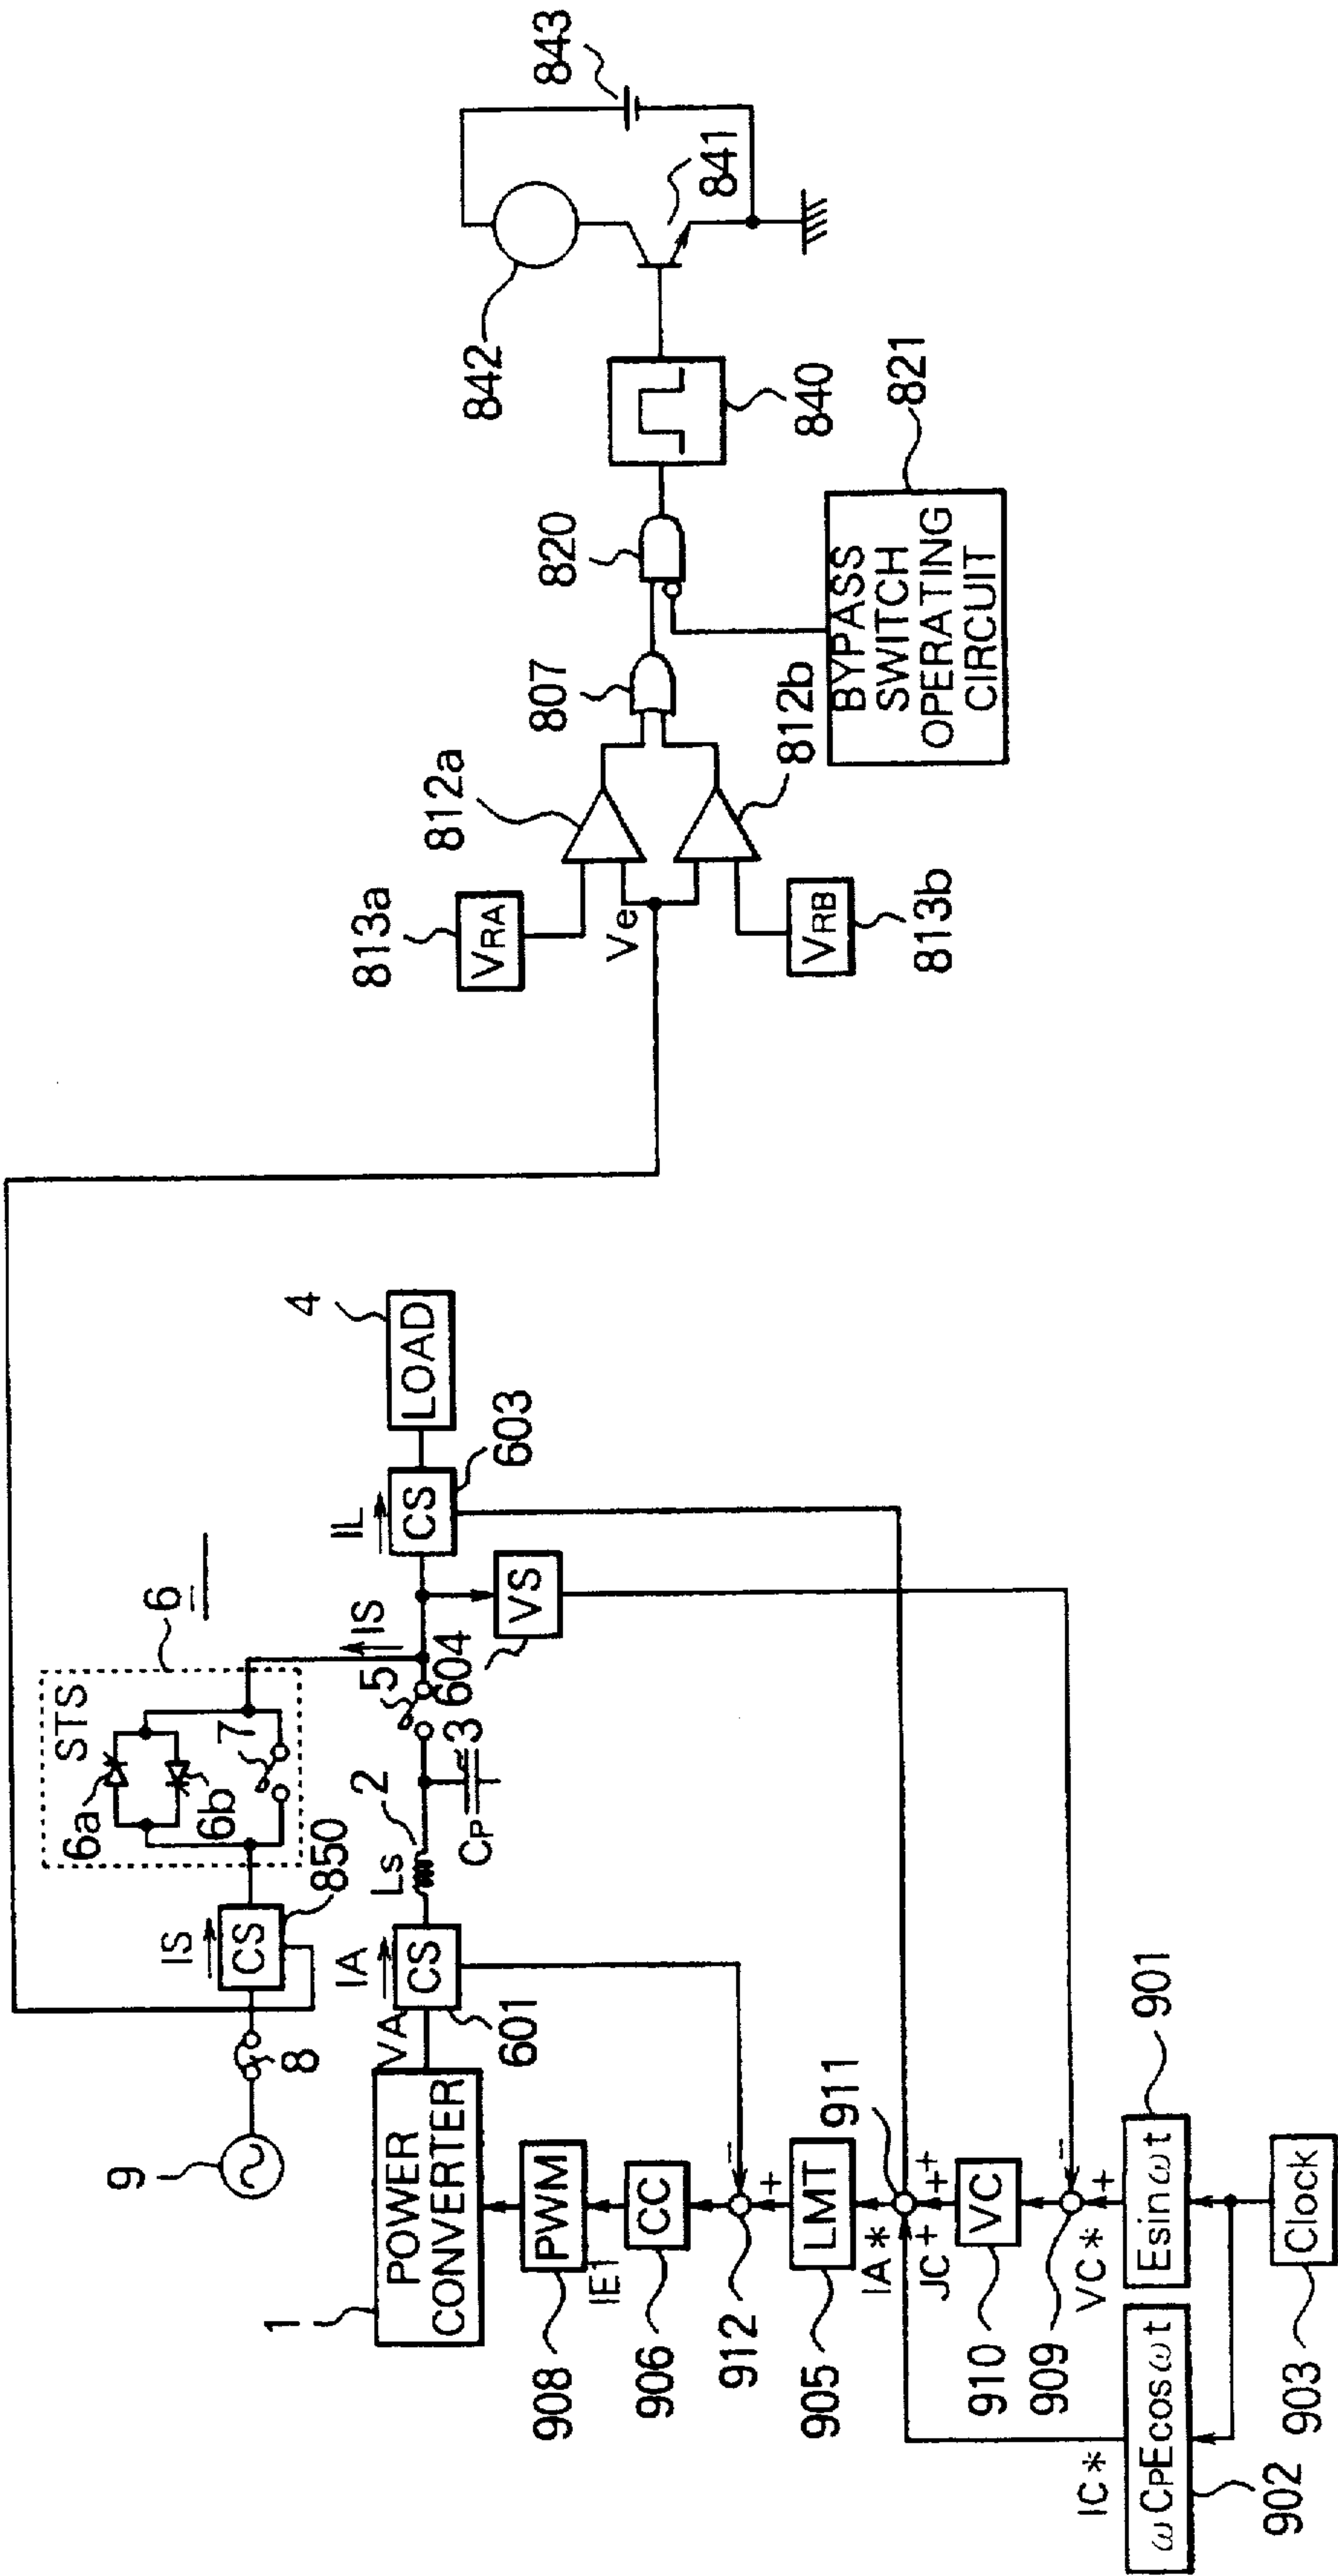 9
8
IS
CS
850
STS
6a
6b
7
6
IS
1
POWER
CONVERTER
VA
IA
CS
601
Ls
2
CP
3
5
604
VS
IL
CS
603
LOAD
4
908
PWM
IE1
906
CC
912
+
−
905
LMT
IA*
911
JC
+
+
+
910
VC
909
VC*
+
−
IC*
902
ωCPEcosωt
Esinωt
901
903
Clock
813a
VRA
812a
Ve
VRB
813b
812b
807
820
BYPASS
SWITCH
OPERATING
CIRCUIT
821
840
842
841
843